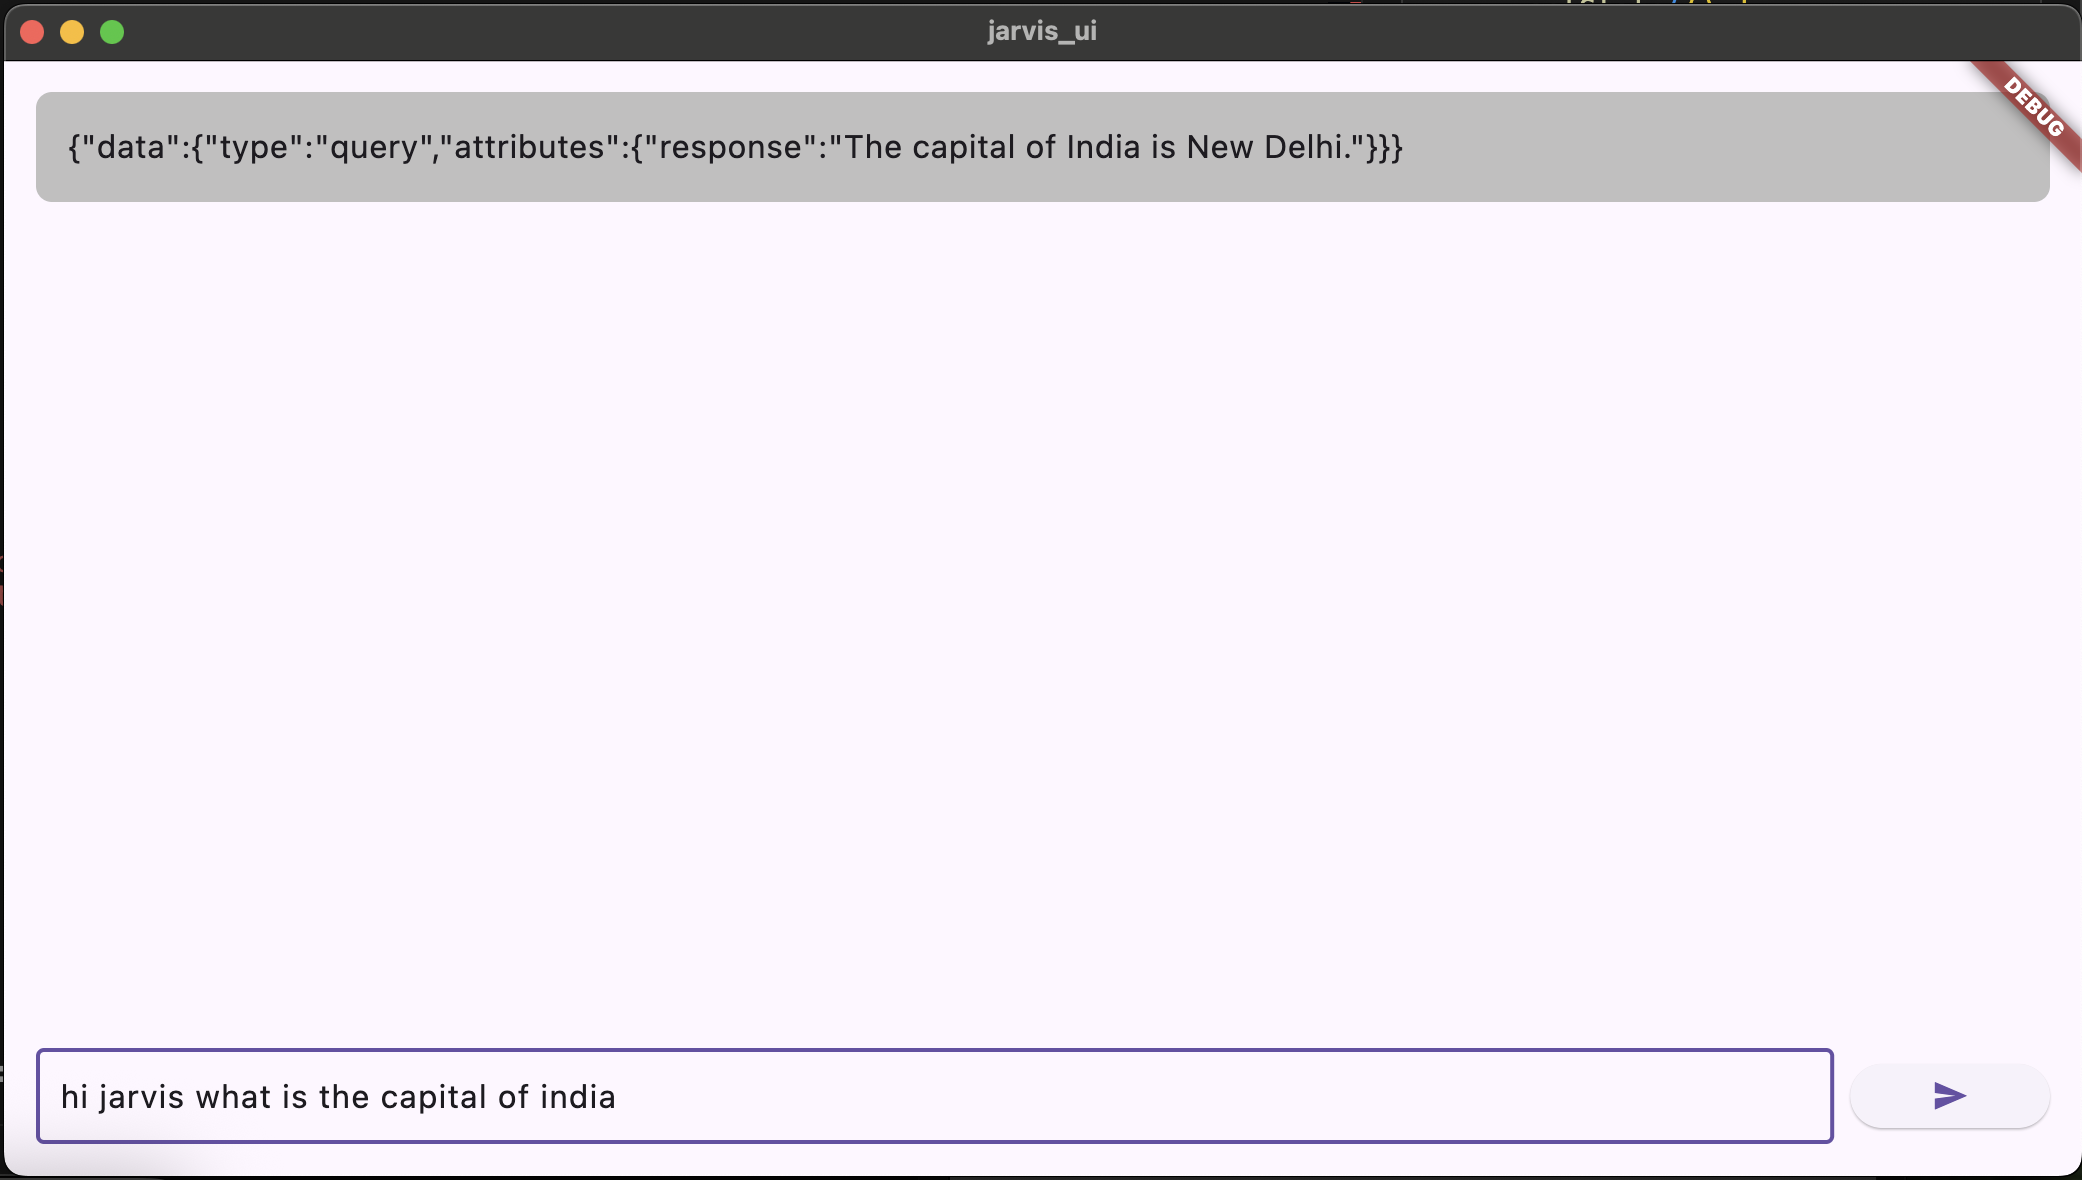 jarvis_ui
DEBUG
{"data":{"type":"query","attributes":{"response":"The capital of India is New Delhi."}}}
hi jarvis what is the capital of india